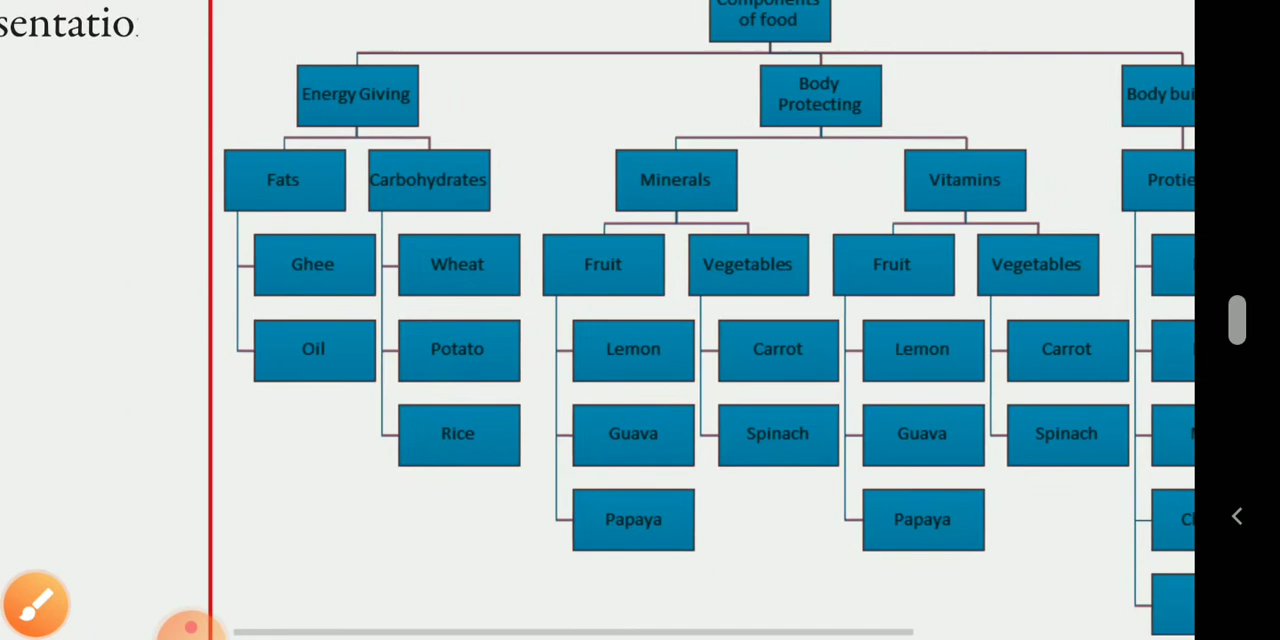 sentatio
Components
of food
Energy Giving
Body
Protecting
Body bui
Fats
Carbohydrates
Minerals
Vitamins
Protie
Ghee
Wheat
Fruit
Vegetables
Fruit
Vegetables
Oil
Potato
Lemon
Carrot
Lemon
Carrot
Rice
Guava
Spinach
Guava
Spinach
Papaya
Papaya